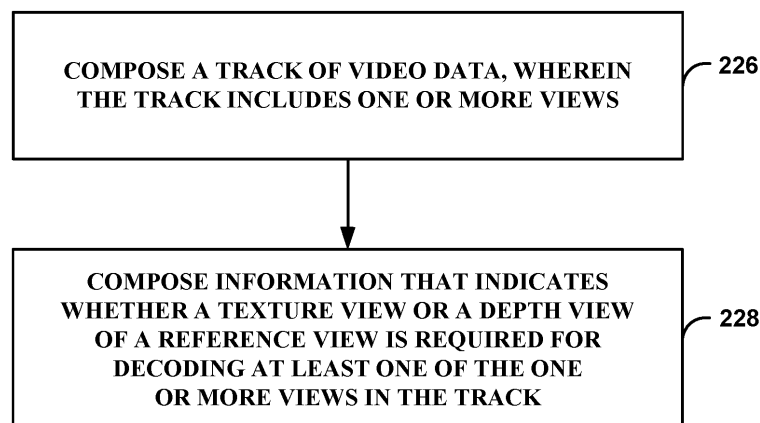 COMPOSE A TRACK OF VIDEO DATA, WHEREIN
THE TRACK INCLUDES ONE OR MORE VIEWS
226
COMPOSE INFORMATION THAT INDICATES
WHETHER A TEXTURE VIEW OR A DEPTH VIEW
OF A REFERENCE VIEW IS REQUIRED FOR
DECODING AT LEAST ONE OF THE ONE
OR MORE VIEWS IN THE TRACK
228